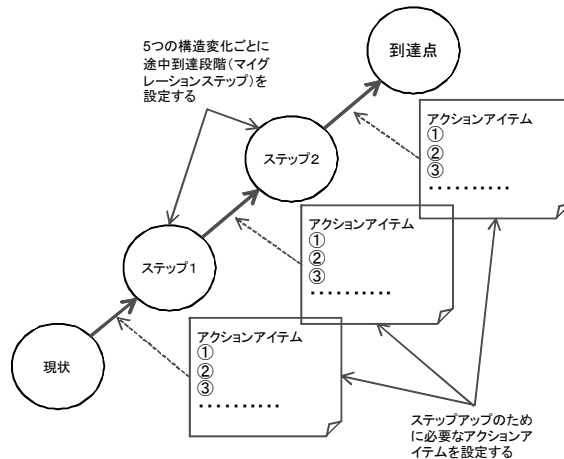 到達点
5つの構造変化ごとに
途中到達段階(マイグ
レーションステップ)を
設定する
アクションアイテム
①
②
③
‥‥‥‥‥
ステップ2
アクションアイテム
①
②
③
‥‥‥‥‥
ステップ1
アクションアイテム
①
②
③
‥‥‥‥‥
現状
ステップアップのため
に必要なアクションア
イテムを設定する